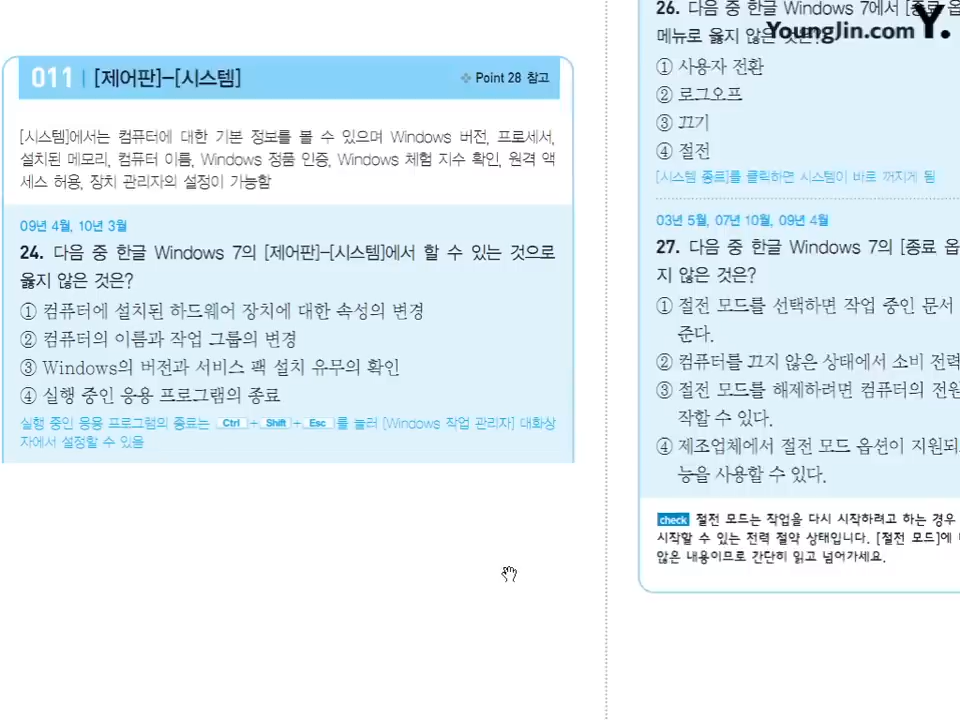 011 [제어판]-[시스템] Point 28 참고
[시스템]에서는 컴퓨터에 대한 기본 정보를 볼 수 있으며 Windows 버전, 프로세서,
설치된 메모리, 컴퓨터 이름, Windows 정품 인증, Windows 체험 지수 확인, 원격 액
세스 허용, 장치 관리자의 설정이 가능함
09년 4월, 10년 3월
24. 다음 중 한글 Windows 7의 [제어판]-[시스템]에서 할 수 있는 것으로
옳지 않은 것은?
① 컴퓨터에 설치된 하드웨어 장치에 대한 속성의 변경
② 컴퓨터의 이름과 작업 그룹의 변경
③ Windows의 버전과 서비스 팩 설치 유무의 확인
④ 실행 중인 응용 프로그램의 종료
실행 중인 응용 프로그램의 종료는 Ctrl+Shift+Esc를 눌러 [Windows 작업 관리자] 대화상
자에서 설정할 수 있음
26. 다음 중 한글 Windows 7에서 [종료 옵
메뉴로 옳지 않은 것은?
YoungJin.com Y.
① 사용자 전환
② 로그오프
③ 끄기
④ 절전
[시스템 종료]를 클릭하면 시스템이 바로 꺼지게 됨
03년 5월, 07년 10월, 09년 4월
27. 다음 중 한글 Windows 7의 [종료 옵
지 않은 것은?
① 절전 모드를 선택하면 작업 중인 문서
준다.
② 컴퓨터를 끄지 않은 상태에서 소비 전력
③ 절전 모드를 해제하려면 컴퓨터의 전원
작할 수 있다.
④ 제조업체에서 절전 모드 옵션이 지원되
능을 사용할 수 있다.
check 절전 모드는 작업을 다시 시작하려고 하는 경우
시작할 수 있는 전력 절약 상태입니다. [절전 모드]에
않은 내용이므로 간단히 읽고 넘어가세요.